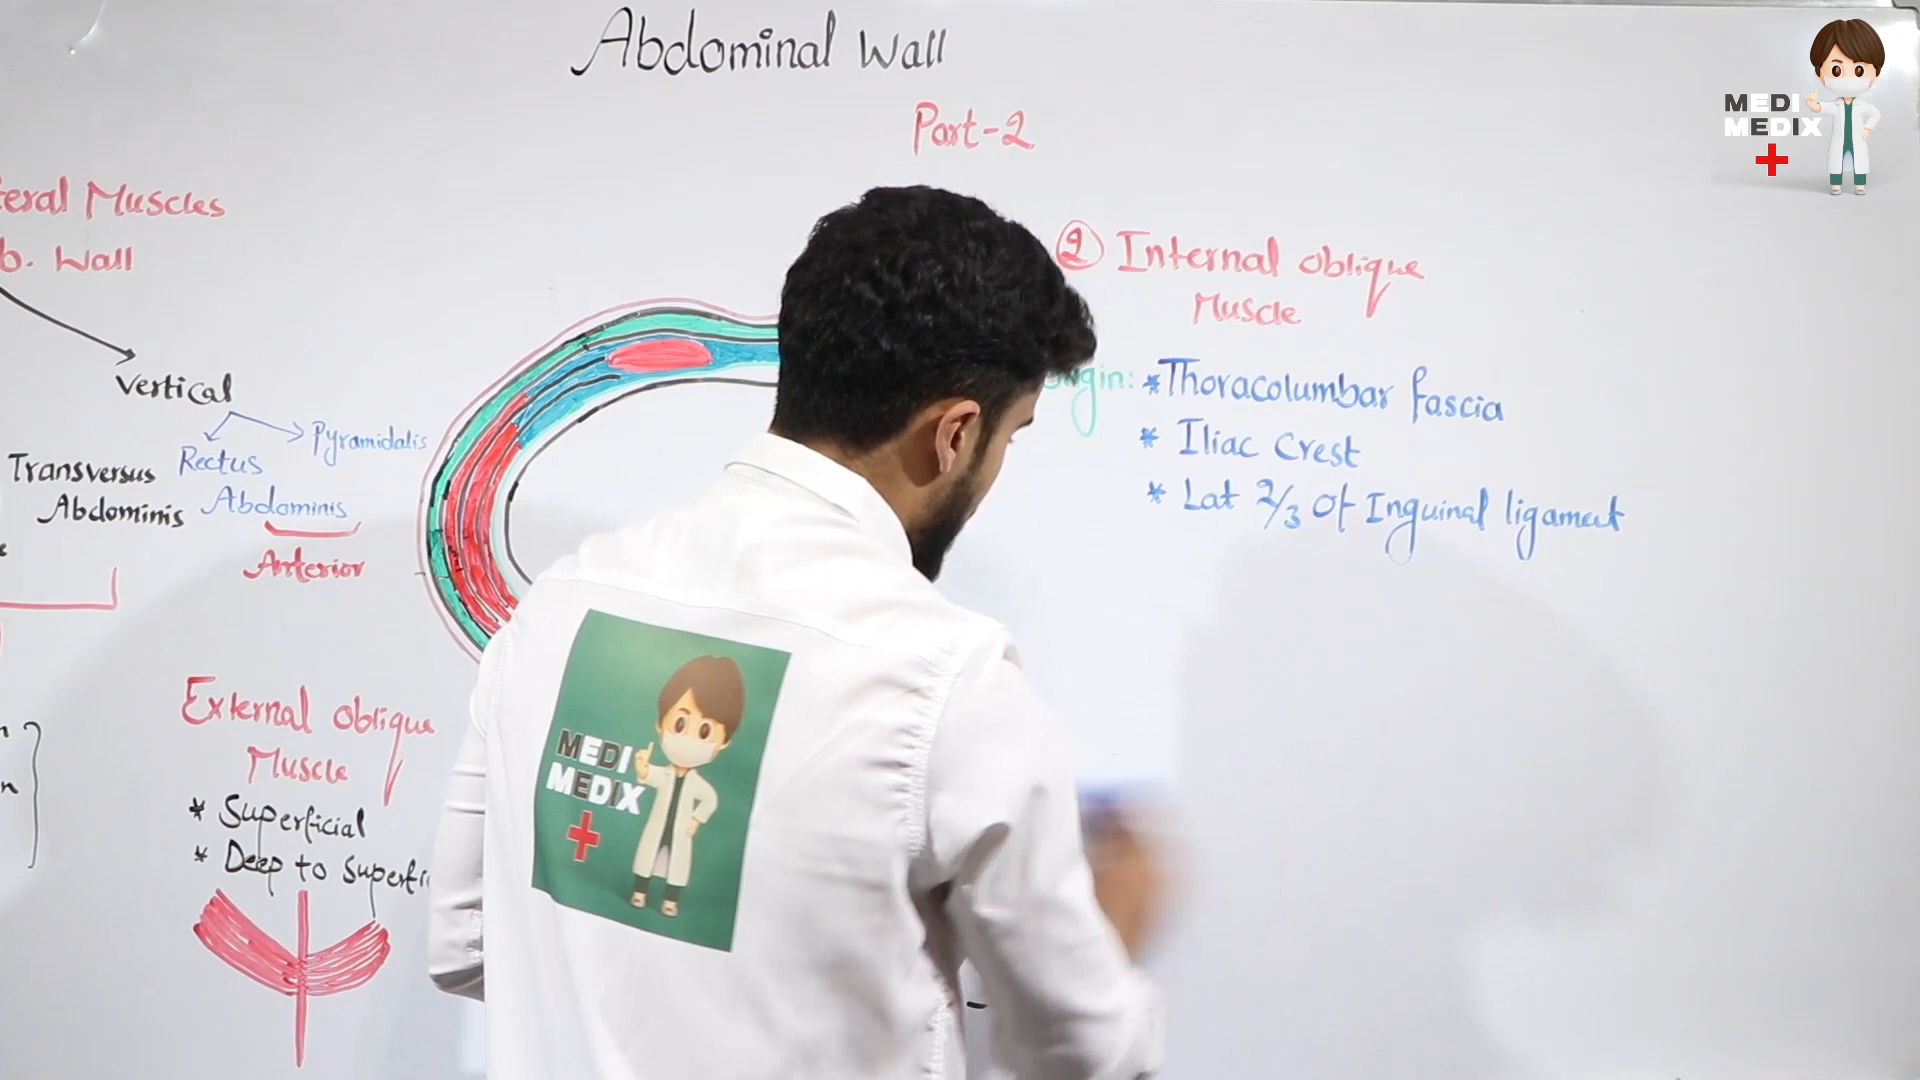 Abdominal Wall
Part-2
MEDI
MEDIX
teral Muscles
b. Wall
Vertical
Pyramidalis
Rectus
Abdominis
Transversus
Abdominis
Anterior
External oblique
Muscle
* Superficial
* Deep to superfi
② Internal oblique
Muscle
igin: * Thoracolumbar fascia
* Iliac Crest
* Lat 2/3 of Inguinal ligament
MEDI
MEDIX